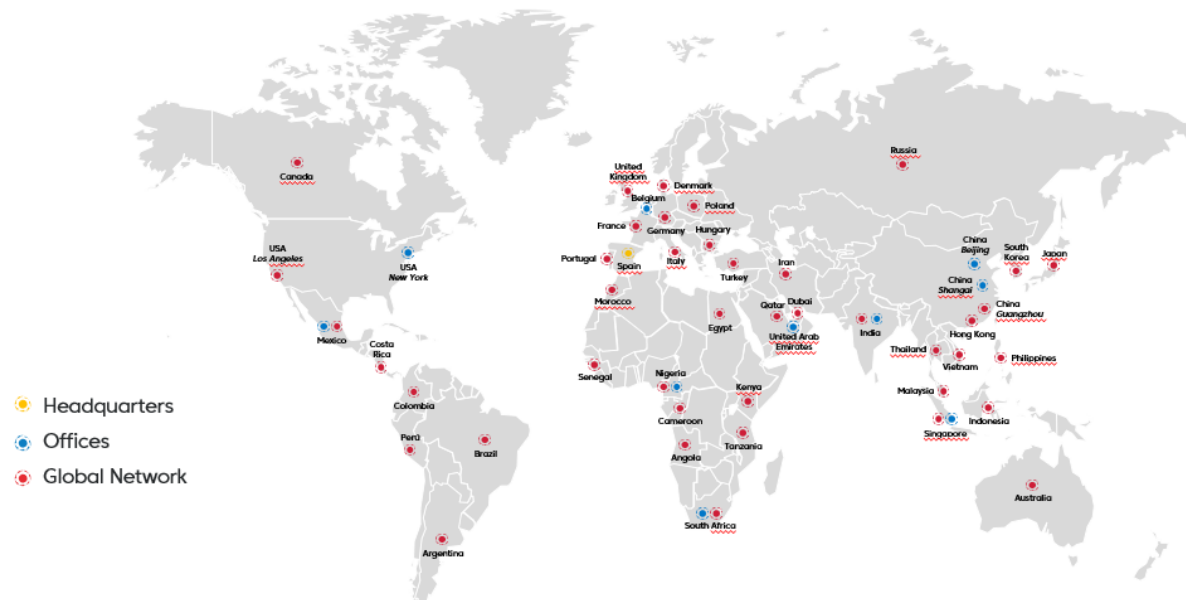 Russia
United
Kingdom
Canada
Denmark
Belgium
Poland
France
Germany
Hungary
USA
Los Angeles
USA
New York
Portugal
Spain
Italy
Turkey
Iran
China
Beijing
South
Korea
Japan
China
Shangai
Morocco
Egypt
Qatar
Dubai
United Arab
Emirates
India
China
Guangzhou
Hong Kong
Mexico
Costa
Rica
Thailand
Vietnam
Philippines
Senegal
Nigeria
Kenya
Malaysia
Colombia
Cameroon
Indonesia
Singapore
Headquarters
Offices
Global Network
Perú
Brazil
Angola
Tanzania
Australia
South Africa
Argentina